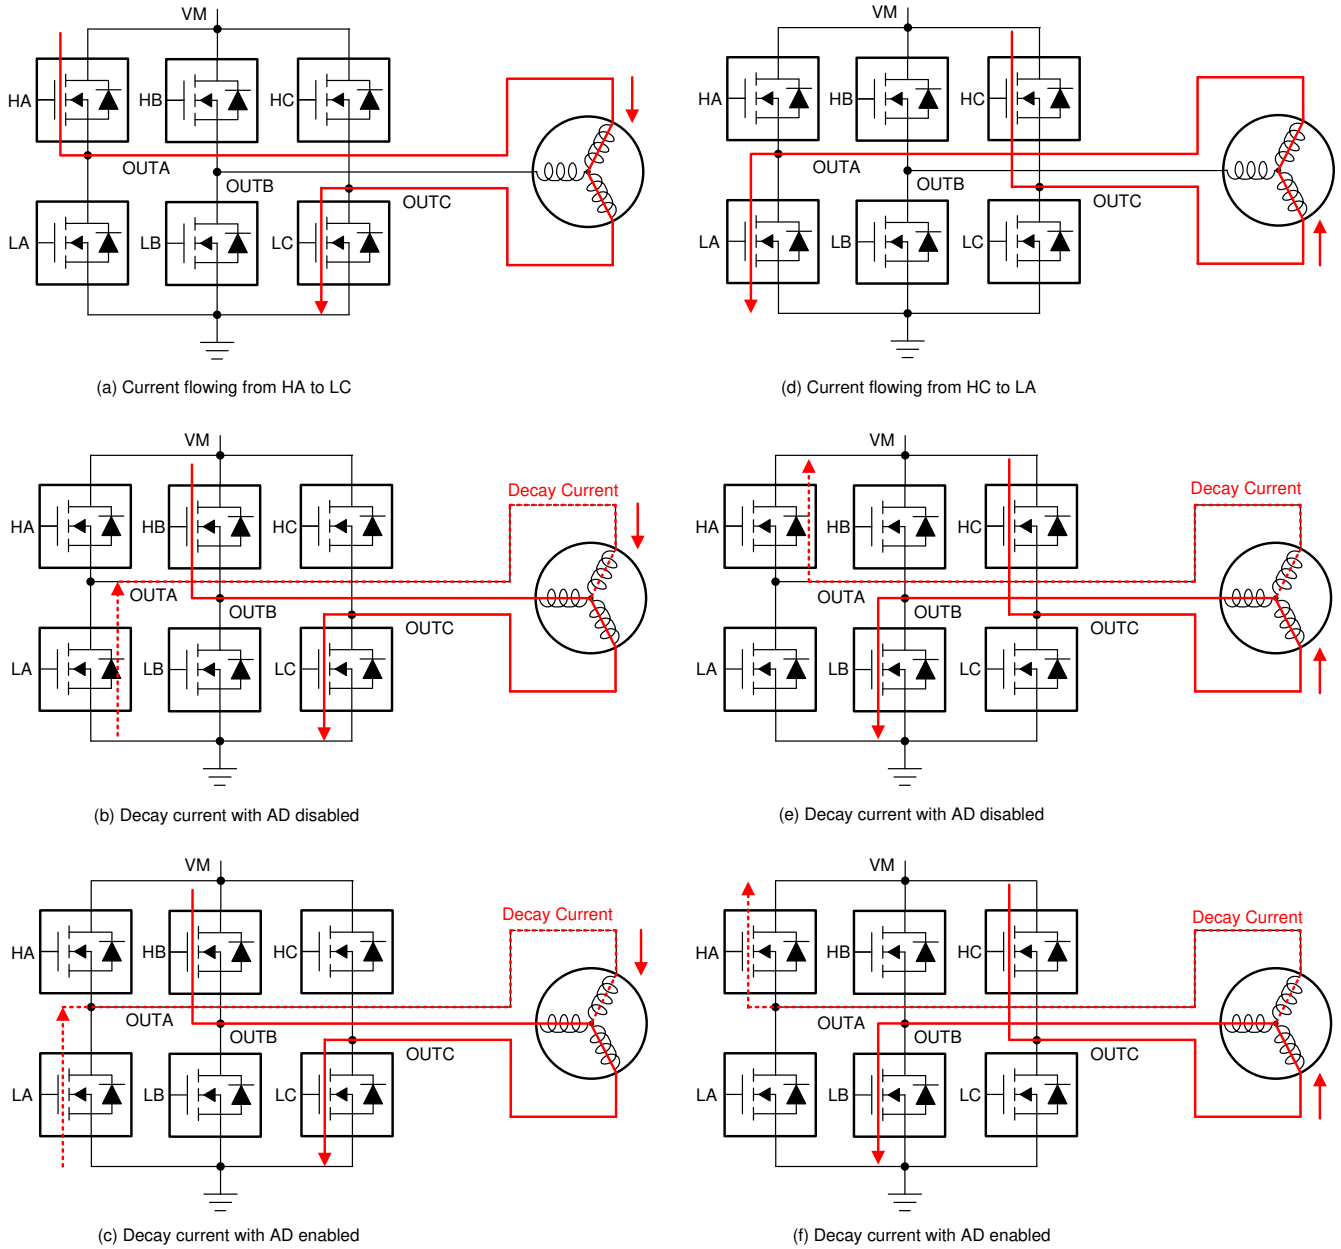 VM
HA
HB
HC
OUTA
OUTB
OUTC
LA
LB
LC
(a) Current flowing from HA to LC
VM
HA
HB
HC
OUTA
OUTB
OUTC
LA
LB
LC
(d) Current flowing from HC to LA
VM
Decay Current
HA
HB
HC
OUTA
OUTB
OUTC
LA
LB
LC
(b) Decay current with AD disabled
VM
Decay Current
HA
HB
HC
OUTA
OUTB
OUTC
LA
LB
LC
(e) Decay current with AD disabled
VM
Decay Current
HA
HB
HC
OUTA
OUTB
OUTC
LA
LB
LC
(c) Decay current with AD enabled
VM
Decay Current
HA
HB
HC
OUTA
OUTB
OUTC
LA
LB
LC
(f) Decay current with AD enabled